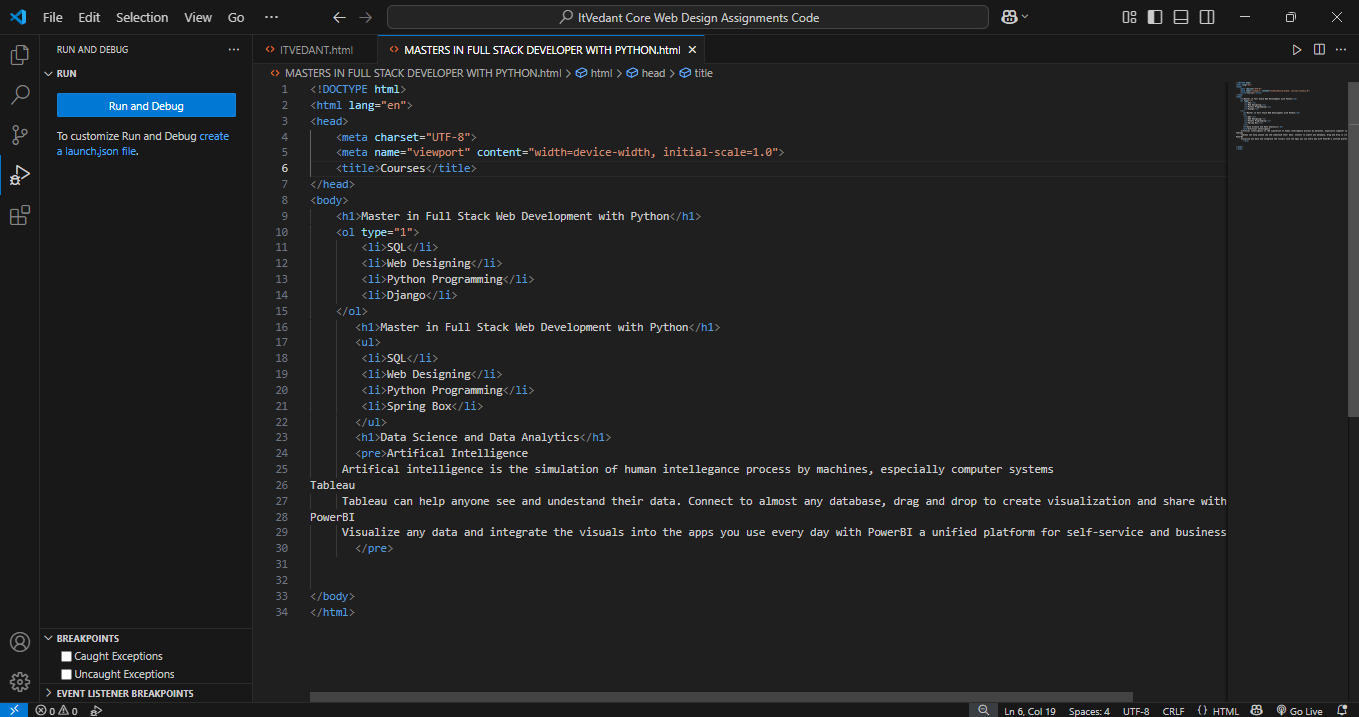 File Edit Selection View Go ··· ItVedant Core Web Design Assignments Code
RUN AND DEBUG ···
RUN
Run and Debug
To customize Run and Debug create
a launch.json file.
ITVEDANT.html MASTERS IN FULL STACK DEVELOPER WITH PYTHON.html
MASTERS IN FULL STACK DEVELOPER WITH PYTHON.html > html > head > title
1 <!DOCTYPE html>
2 <html lang="en">
3 <head>
4 <meta charset="UTF-8">
5 <meta name="viewport" content="width=device-width, initial-scale=1.0">
6 <title>Courses</title>
7 </head>
8 <body>
9 <h1>Master in Full Stack Web Development with Python</h1>
10 <ol type="1">
11 <li>SQL</li>
12 <li>Web Designing</li>
13 <li>Python Programming</li>
14 <li>Django</li>
15 </ol>
16 <h1>Master in Full Stack Web Development with Python</h1>
17 <ul>
18 <li>SQL</li>
19 <li>Web Designing</li>
20 <li>Python Programming</li>
21 <li>Spring Box</li>
22 </ul>
23 <h1>Data Science and Data Analytics</h1>
24 <pre>Artifical Intelligence
25 Artifical intelligence is the simulation of human intellegance process by machines, especially computer systems
26 Tableau
27 Tableau can help anyone see and undestand their data. Connect to almost any database, drag and drop to create visualization and share with
28 PowerBI
29 Visualize any data and integrate the visuals into the apps you use every day with PowerBI a unified platform for self-service and business
30 </pre>
31
32
33 </body>
34 </html>
BREAKPOINTS
Caught Exceptions
Uncaught Exceptions
EVENT LISTENER BREAKPOINTS
0 0 Ln 6, Col 19 Spaces: 4 UTF-8 CRLF {} HTML Go Live